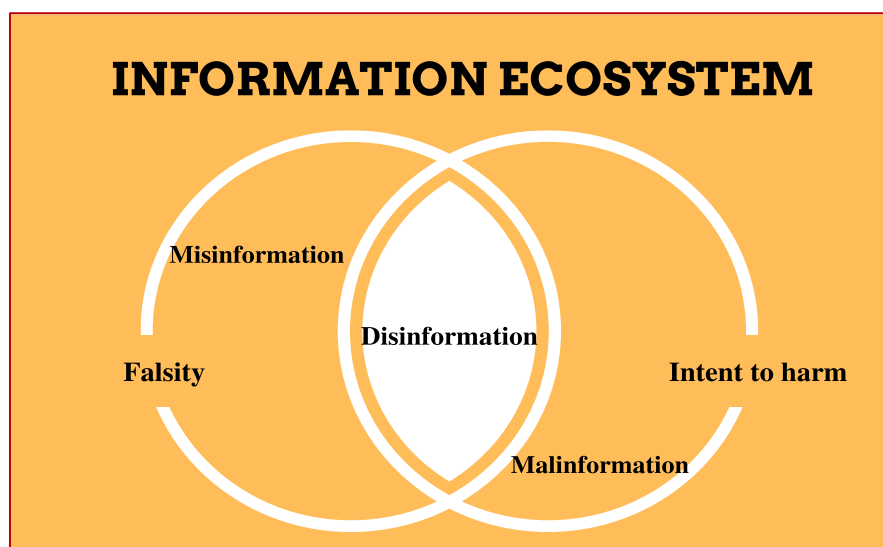 INFORMATION ECOSYSTEM
Misinformation
Disinformation
Falsity
Intent to harm
Malinformation